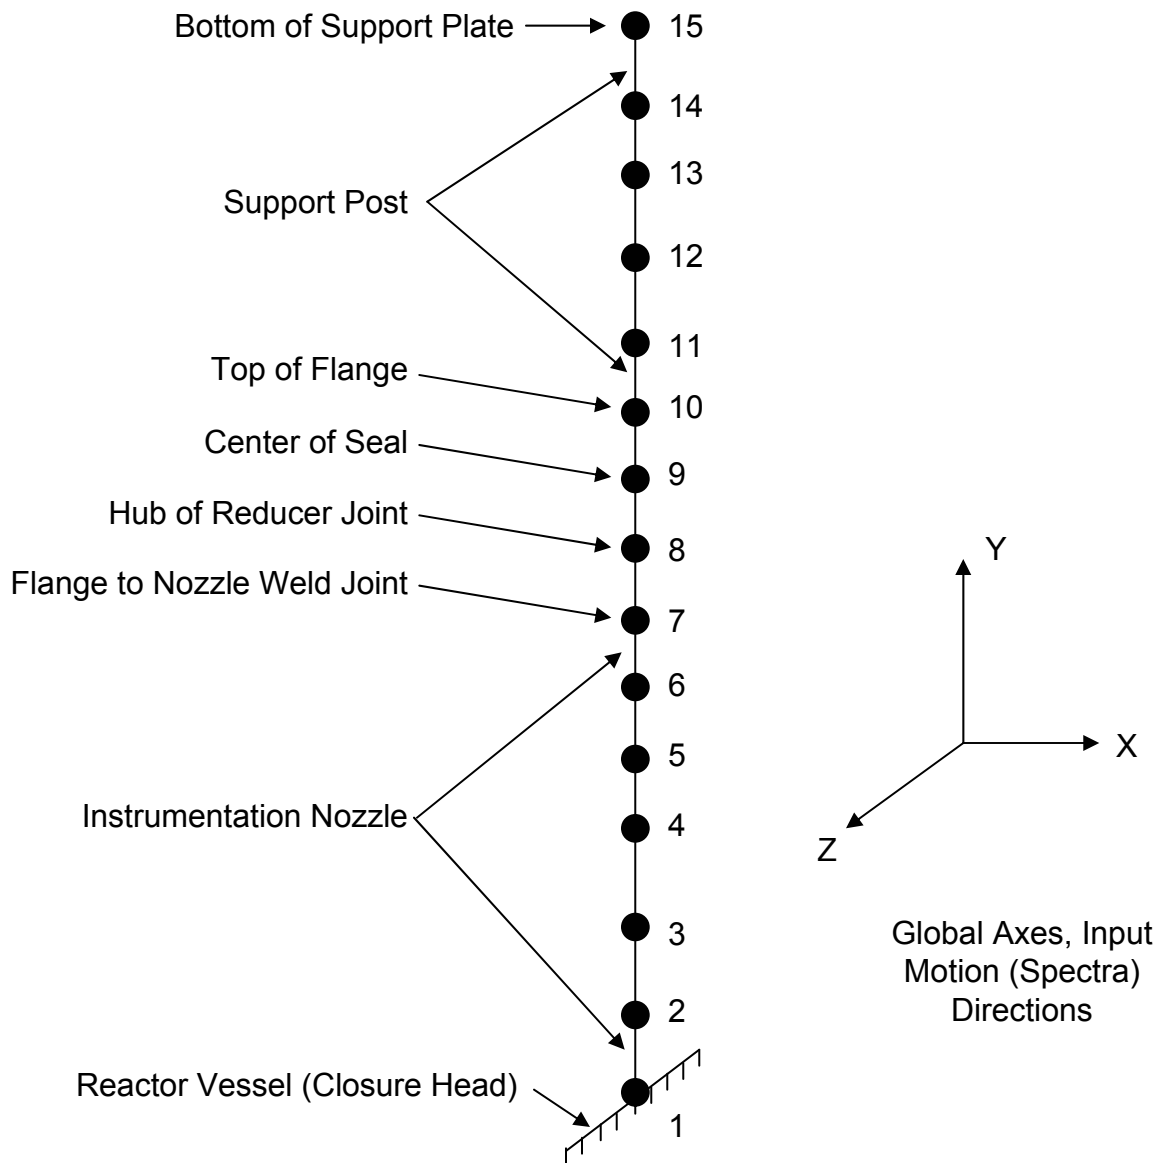 Bottom of Support Plate
15
14
13
Support Post
12
11
Top of Flange
10
Center of Seal
9
Hub of Reducer Joint
8
Flange to Nozzle Weld Joint
7
6
5
Instrumentation Nozzle
4
3
2
Reactor Vessel (Closure Head)
1
Y
X
Z
Global Axes, Input
Motion (Spectra)
Directions